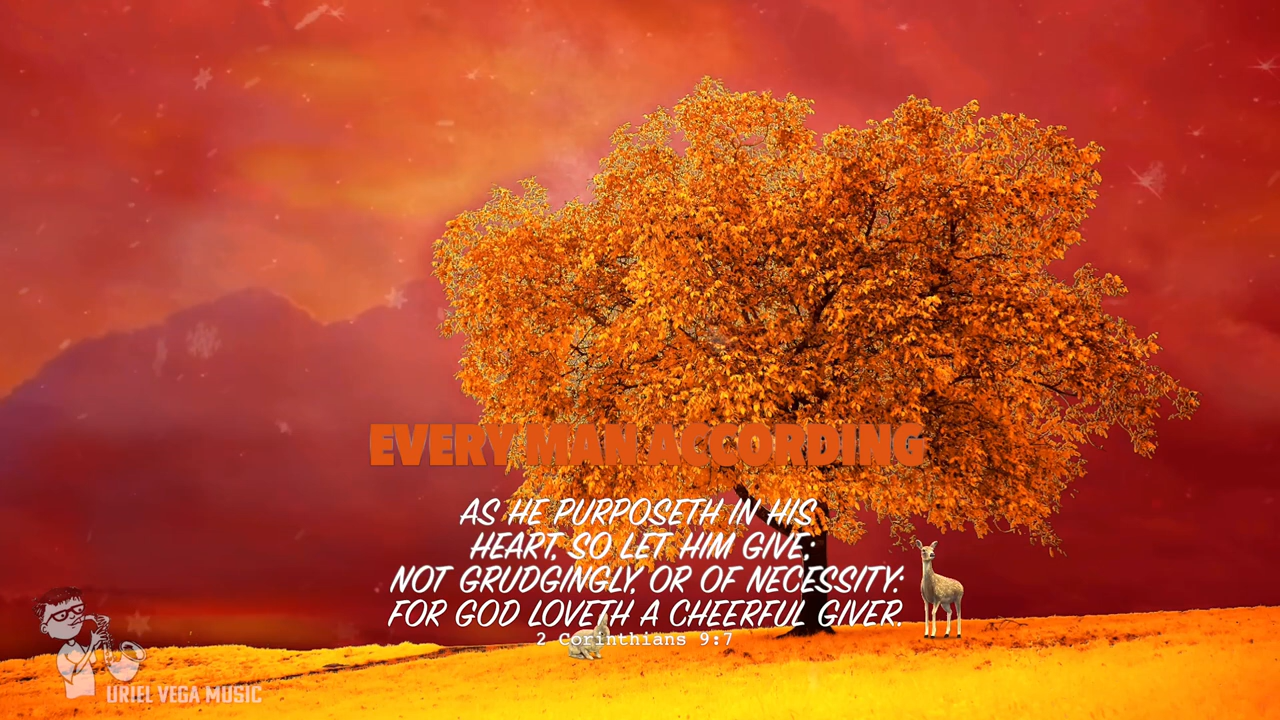 EVERY MAN ACCORDING
AS HE PURPOSETH IN HIS
HEART, SO LET HIM GIVE;
NOT GRUDGINGLY, OR OF NECESSITY:
FOR GOD LOVETH A CHEERFUL GIVER.
2 Corinthians 9:7
URIEL VEGA MUSIC